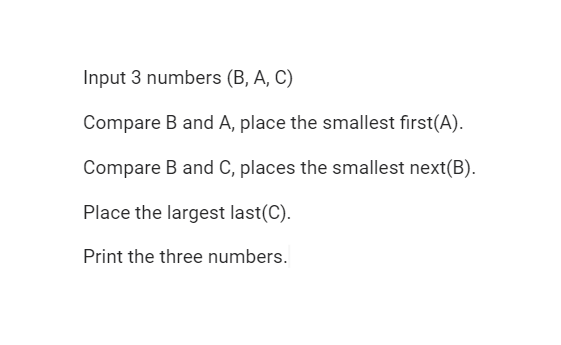 Input 3 numbers (B, A, C)
Compare B and A, place the smallest first(A).
Compare B and C, places the smallest next(B).
Place the largest last(C).
Print the three numbers.